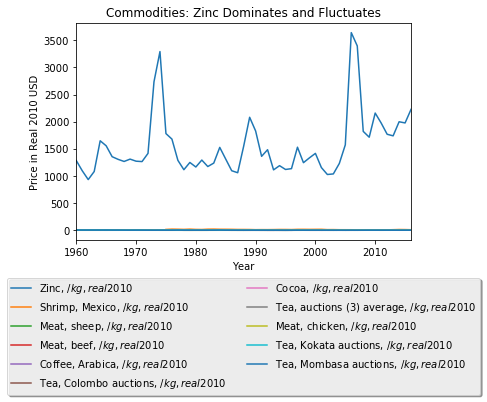 Commodities: Zinc Dominates and Fluctuates
Price in Real 2010 USD
3500
3000
2500
2000
1500
1000
500
0
1960 1970 1980 1990 2000 2010
Year
Zinc, /kg, real2010
Shrimp, Mexico, /kg, real2010
Meat, sheep, /kg, real2010
Meat, beef, /kg, real2010
Coffee, Arabica, /kg, real2010
Tea, Colombo auctions, /kg, real2010
Cocoa, /kg, real2010
Tea, auctions (3) average, /kg, real2010
Meat, chicken, /kg, real2010
Tea, Kokata auctions, /kg, real2010
Tea, Mombasa auctions, /kg, real2010